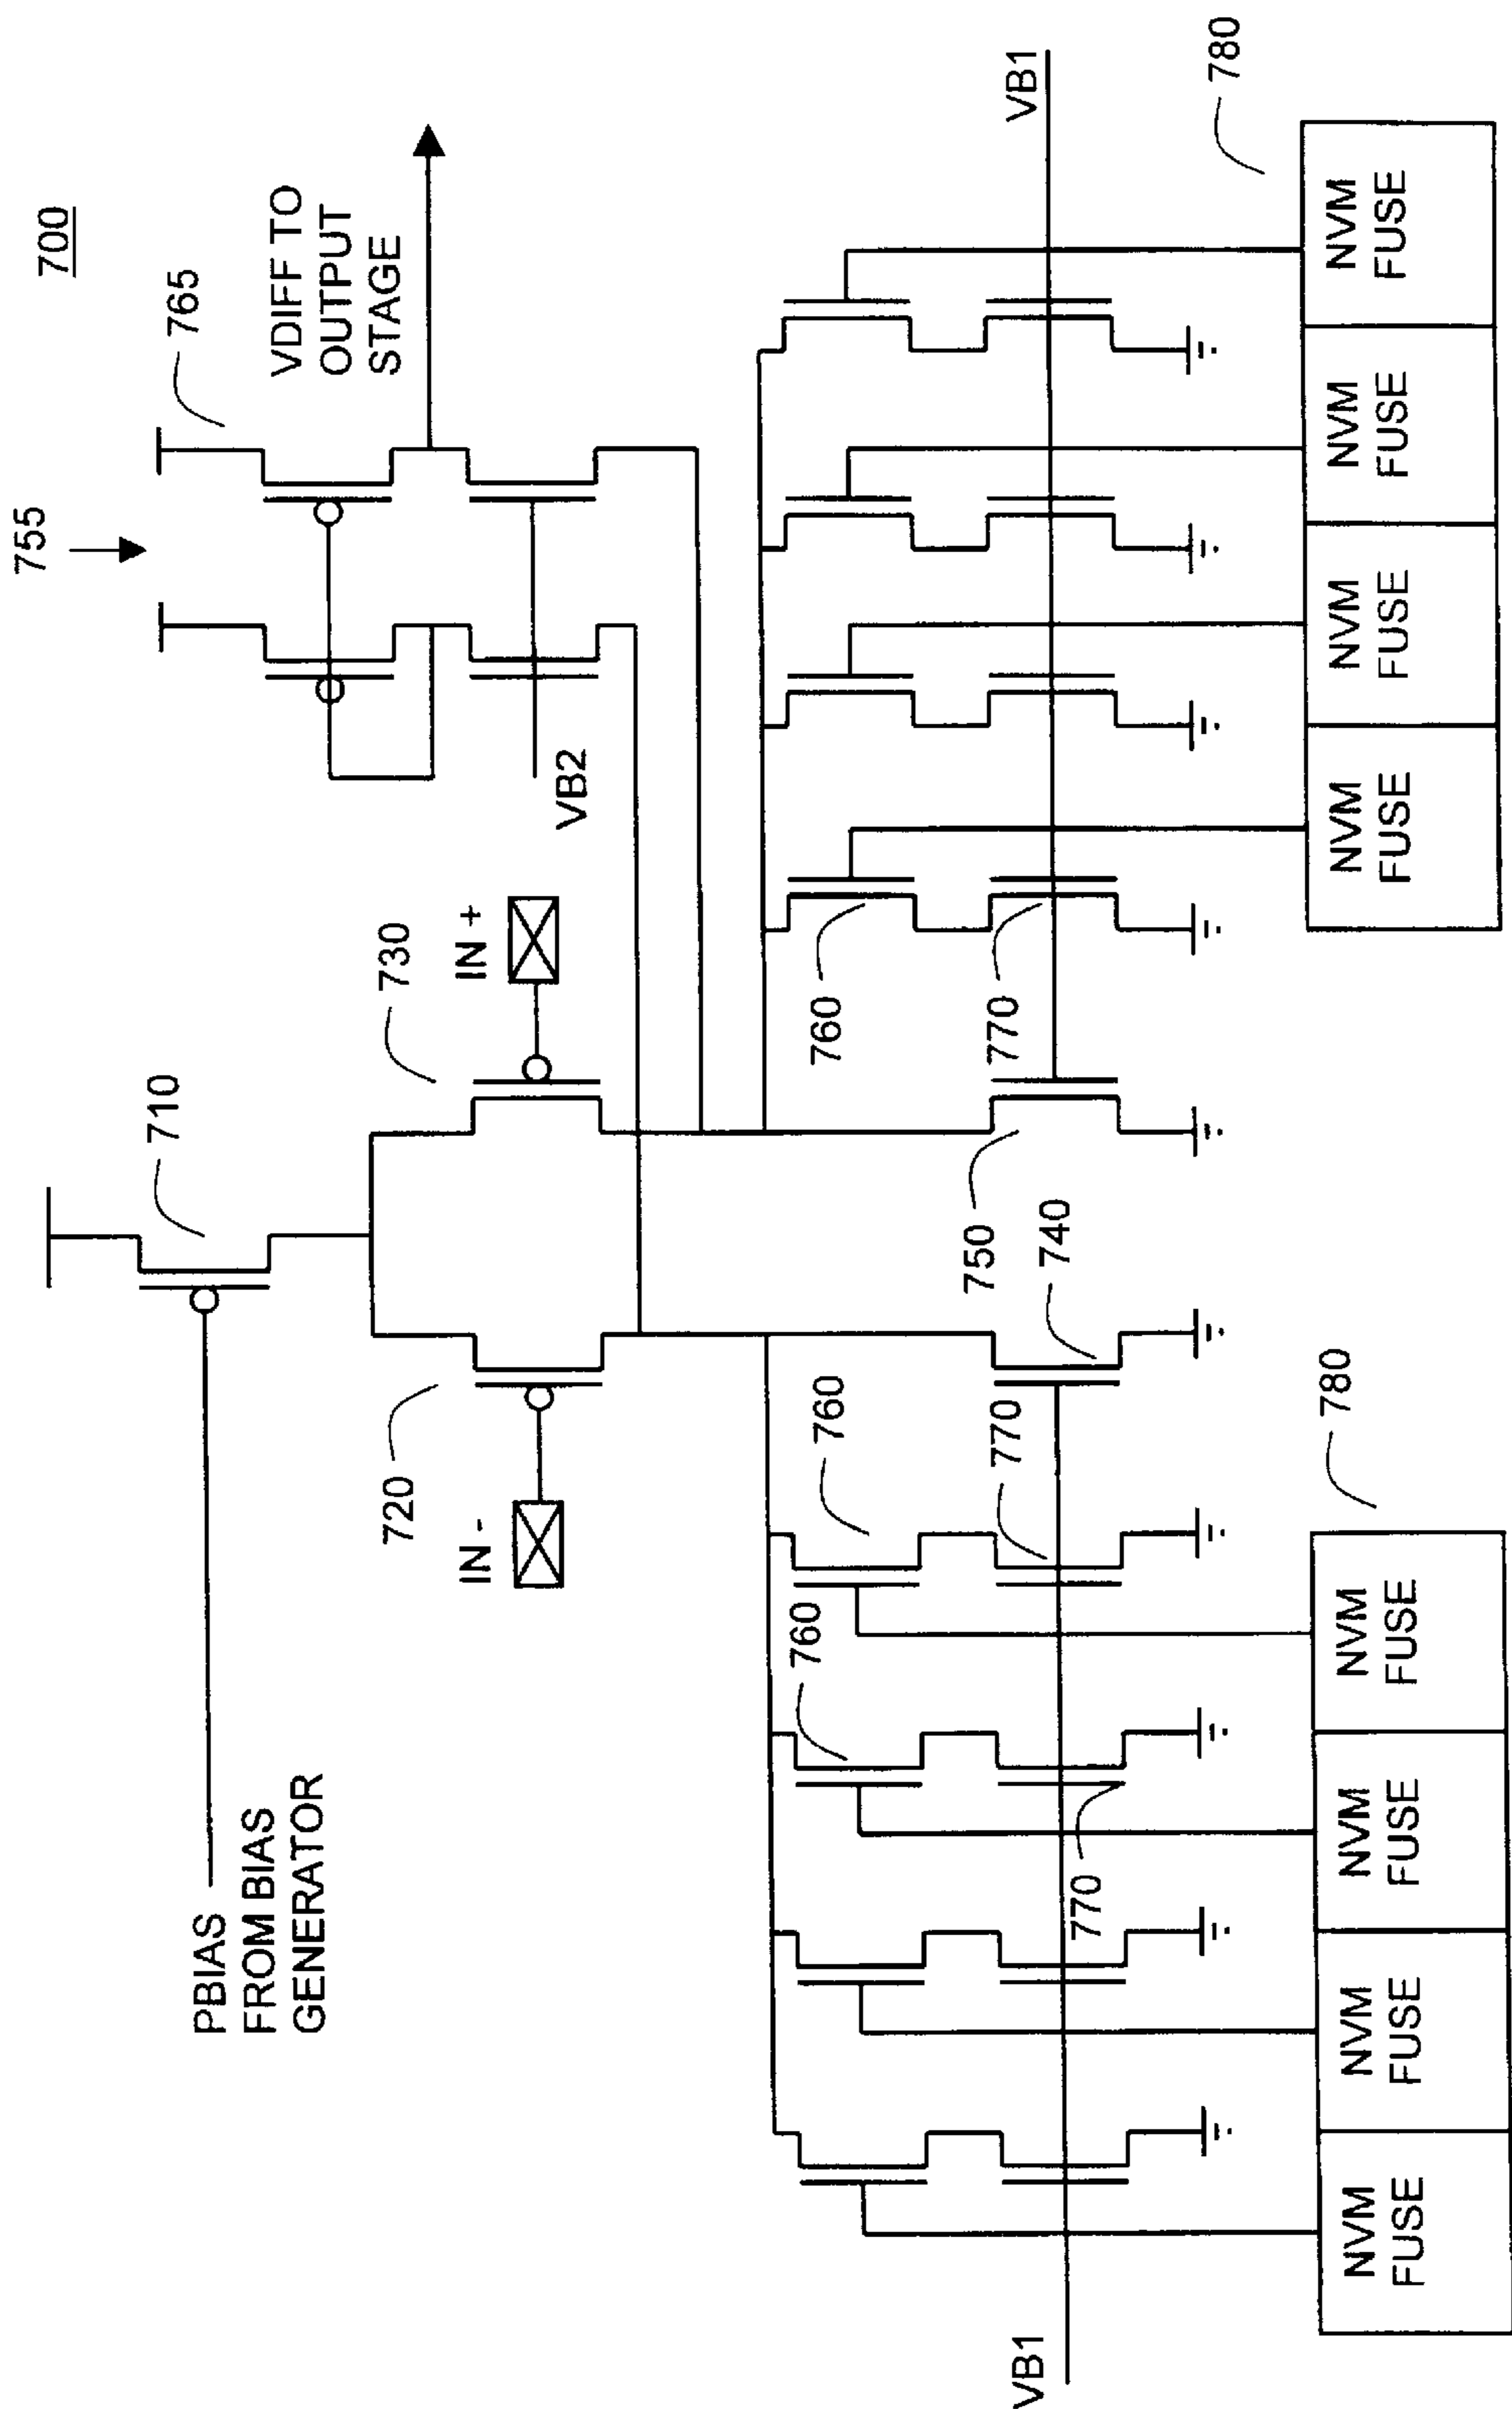 700
755
765
VDIFF TO
OUTPUT
STAGE
710
PBIAS
FROM BIAS
GENERATOR
720
730
IN -
IN +
VB2
760
760
760
770
770
770
740
750
VB1
VB1
780
780
NVM
FUSE
NVM
FUSE
NVM
FUSE
NVM
FUSE
NVM
FUSE
NVM
FUSE
NVM
FUSE
NVM
FUSE